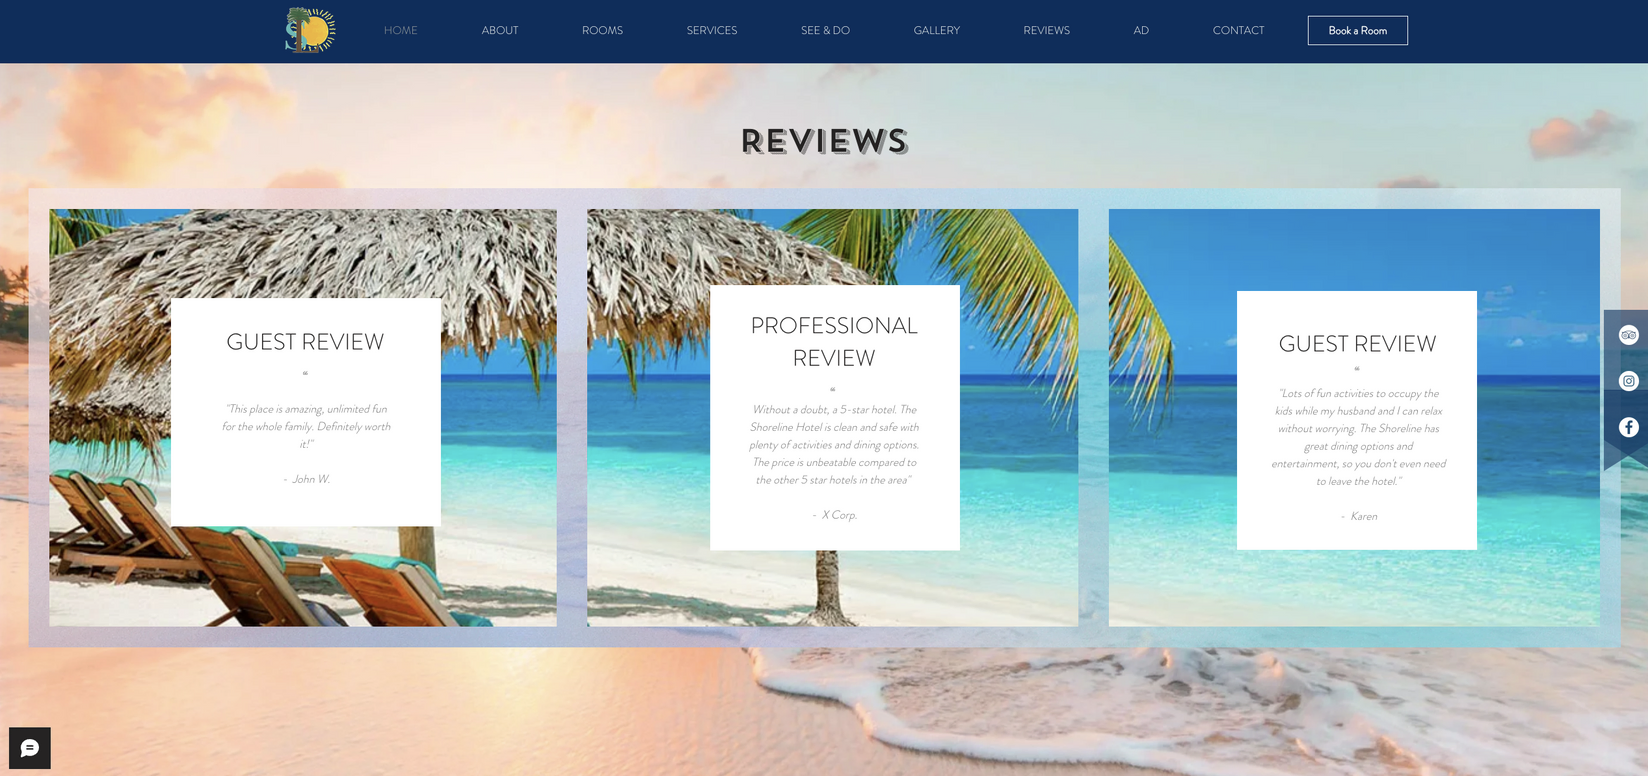 HOME ABOUT ROOMS SERVICES SEE & DO GALLERY REVIEWS AD CONTACT Book a Room
REVIEWS
GUEST REVIEW
❝
"This place is amazing, unlimited fun
for the whole family. Definitely worth
it!"
- John W.
PROFESSIONAL
REVIEW
❝
Without a doubt, a 5-star hotel. The
Shoreline Hotel is clean and safe with
plenty of activities and dining options.
The price is unbeatable compared to
the other 5 star hotels in the area"
- X Corp.
GUEST REVIEW
❝
"Lots of fun activities to occupy the
kids while my husband and I can relax
without worrying. The Shoreline has
great dining options and
entertainment, so you don't even need
to leave the hotel."
- Karen